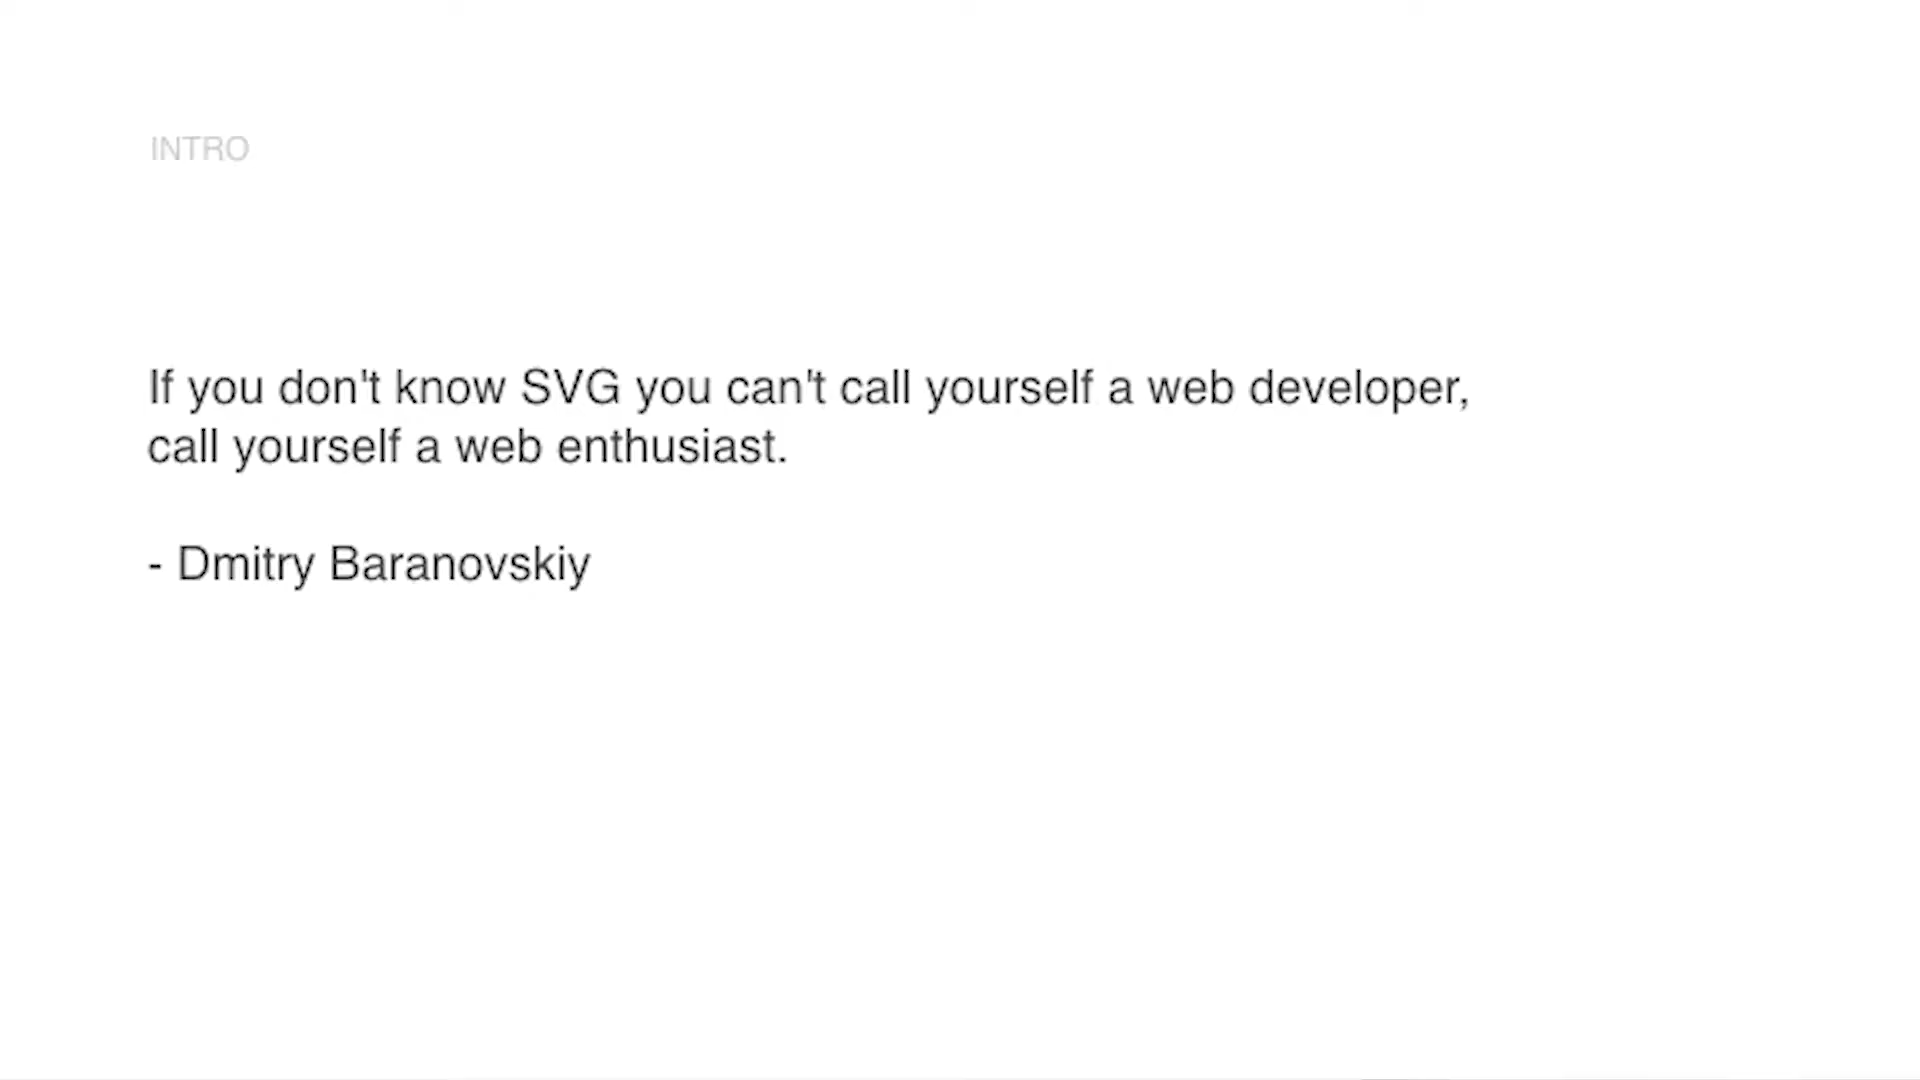 INTRO
If you don't know SVG you can't call yourself a web developer,
call yourself a web enthusiast.
- Dmitry Baranovskiy